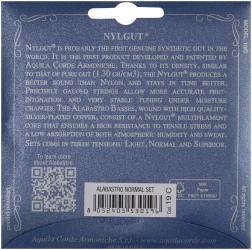 NYLGUT®
NYLGUT® IS PROBABLY THE FIRST GENUINE SYNTHETIC GUT IN THE
WORLD. IT IS THE FIRST PRODUCT DEVELOPED AND PATENTED BY
AQUILA CORDE ARMONICHE. THANKS TO ITS DENSITY, SIMILAR
TO THAT OF PURE GUT (1.30 GR/CM3), THE NYLGUT® PRODUCES A
BETTER SOUND THAN NYLON AND STAY IN TUNE BETTER.
PRECISELY GAUGED STRINGS ALLOW MORE ACCURATE FRET-
INTONATION AND VERY STABLE TUNING UNDER MOISTURE
CHANGES. THE ALABASTRO BASSES, WOUND WITH HIGH-QUALITY
SILVER-PLATED COPPER, CONSIST OF A NYLGUT® MULTIFILAMENT
CORE THAT ENSURES A HIGH RESISTANCE TO TENSILE STRESS AND
A LOW ABSORPTION OF BOTH ATMOSPHERIC HUMIDITY AND SWEAT.
SETS COME IN THREE TENSIONS: LIGHT, NORMAL AND SUPERIOR.
ALABASTRO NORMAL SET
Cod. 19 C
Aquila Corde Armoniche S.r.l.